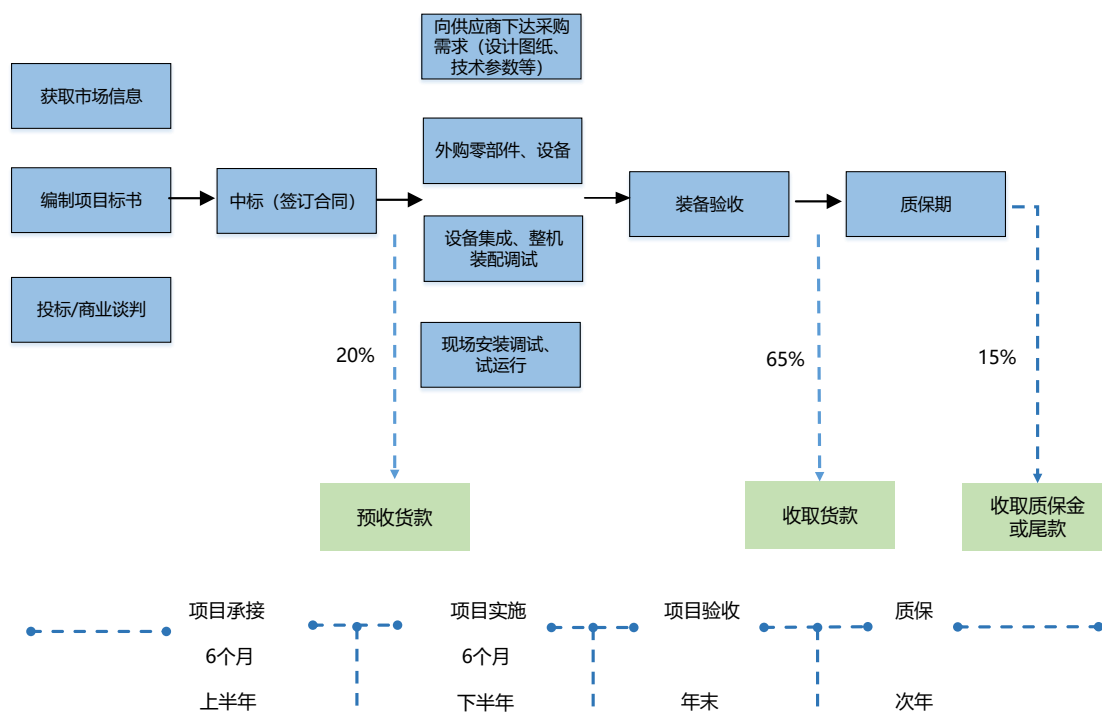 获取市场信息
编制项目标书
投标/商业谈判
中标（签订合同）
向供应商下达采购
需求（设计图纸、
技术参数等）
外购零部件、设备
设备集成、整机
装配调试
现场安装调试、
试运行
装备验收
质保期
20%
65%
15%
预收货款
收取货款
收取质保金
或尾款
项目承接
项目实施
项目验收
质保
6个月
6个月
上半年
下半年
年末
次年